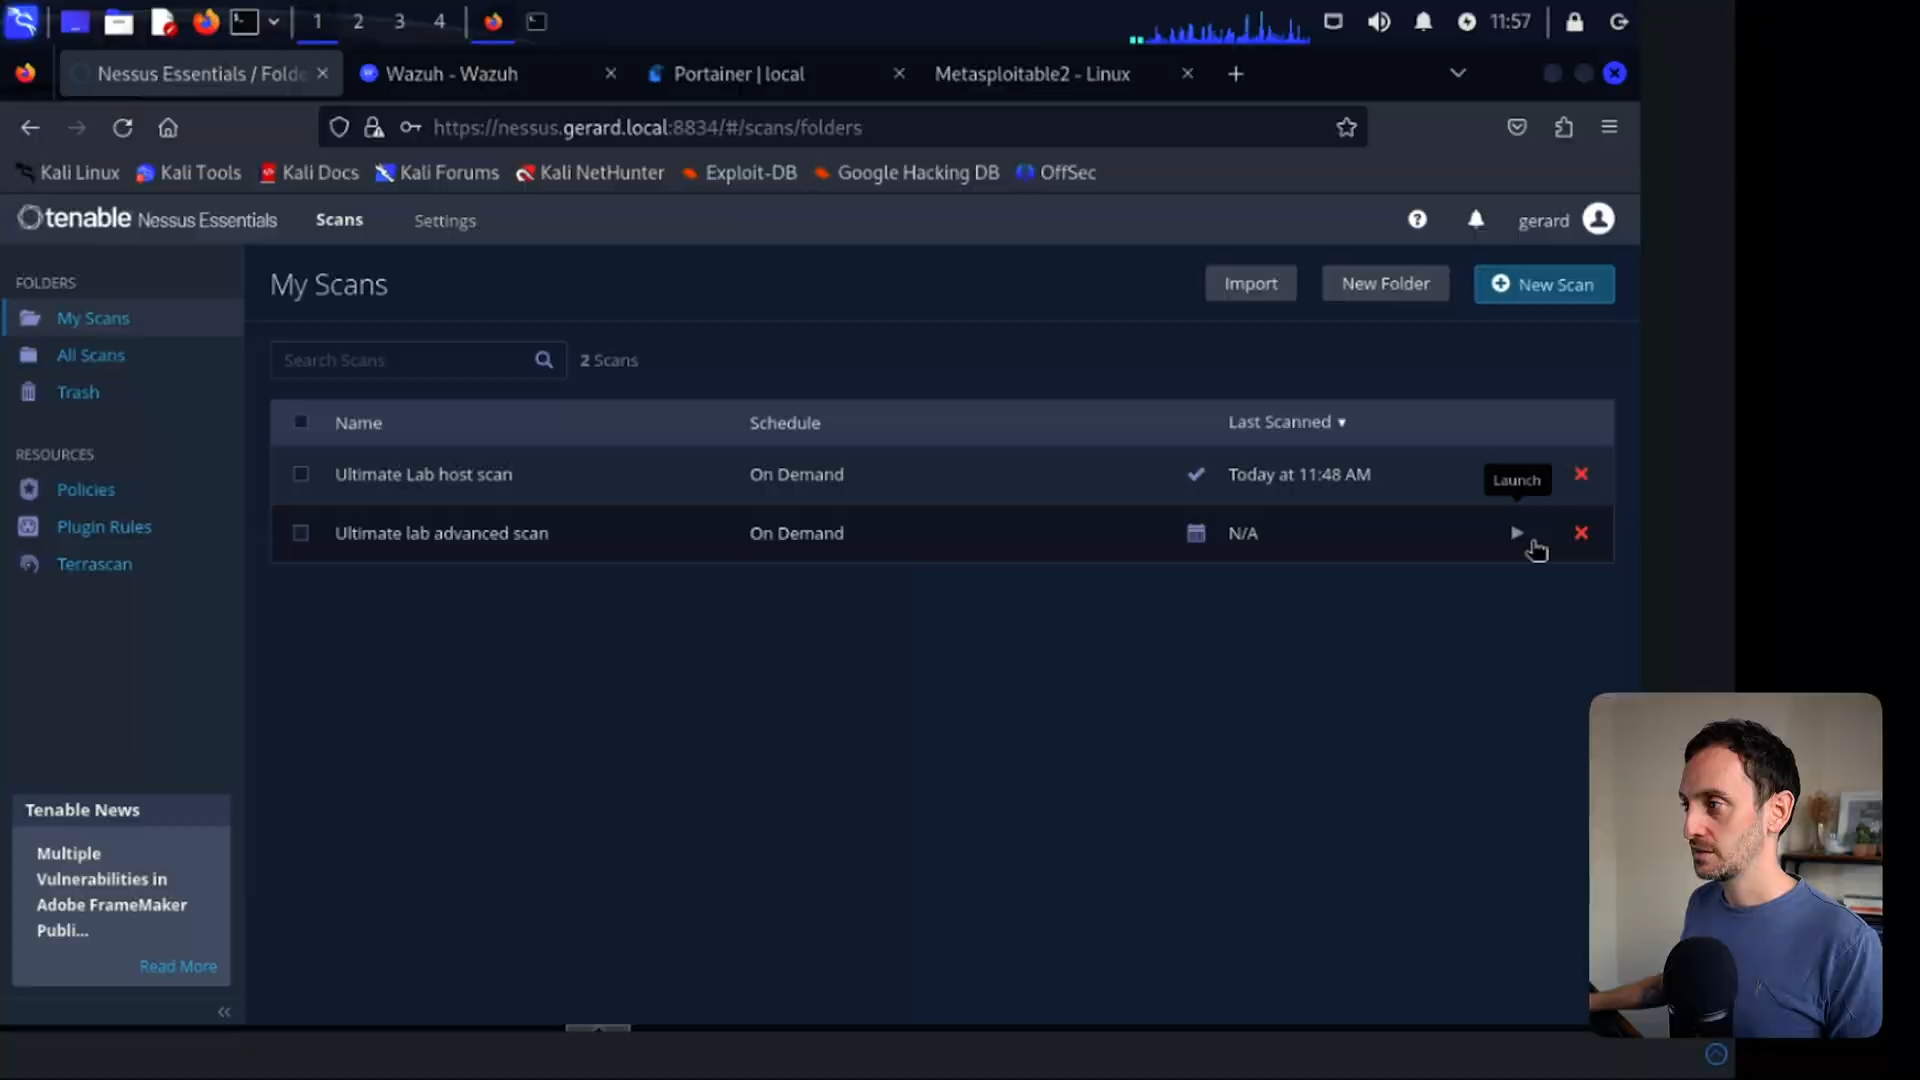 1 2 3 4 11:57
Nessus Essentials / Folde Wazuh - Wazuh Portainer | local Metasploitable2 - Linux
https://nessus.gerard.local:8834/#/scans/folders
Kali Linux Kali Tools Kali Docs Kali Forums Kali NetHunter Exploit-DB Google Hacking DB OffSec
tenable Nessus Essentials Scans Settings gerard
FOLDERS
My Scans
All Scans
Trash
RESOURCES
Policies
Plugin Rules
Terrascan
Tenable News
Multiple
Vulnerabilities in
Adobe FrameMaker
Publi...
Read More
My Scans Import New Folder New Scan
Search Scans 2 Scans
Name Schedule Last Scanned
Ultimate Lab host scan On Demand Today at 11:48 AM
Launch
Ultimate lab advanced scan On Demand N/A